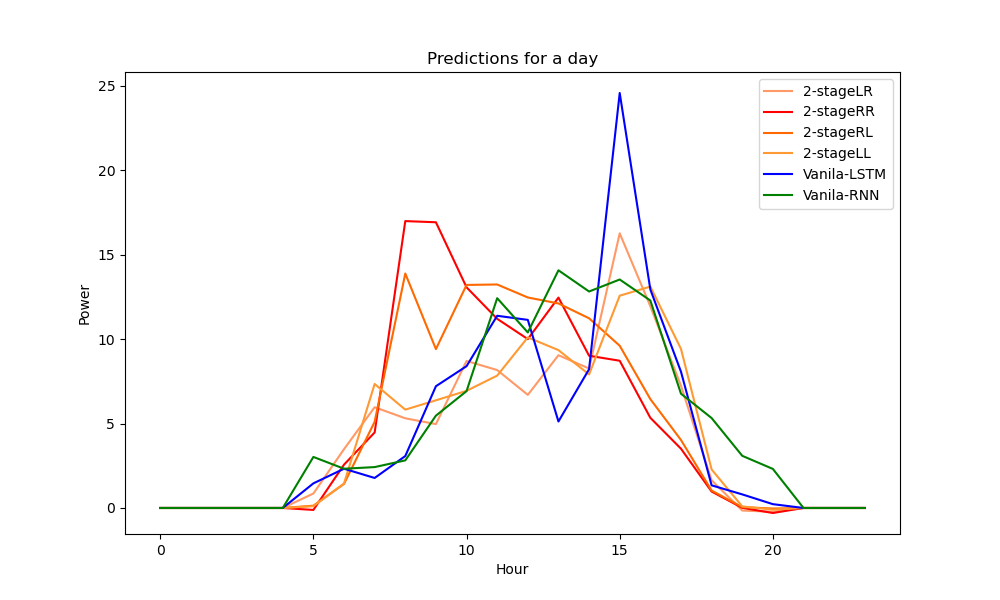 Predictions for a day
2-stageLR
2-stageRR
2-stageRL
2-stageLL
Vanila-LSTM
Vanila-RNN
25
20
15
10
5
0
Power
0 5 10 15 20
Hour